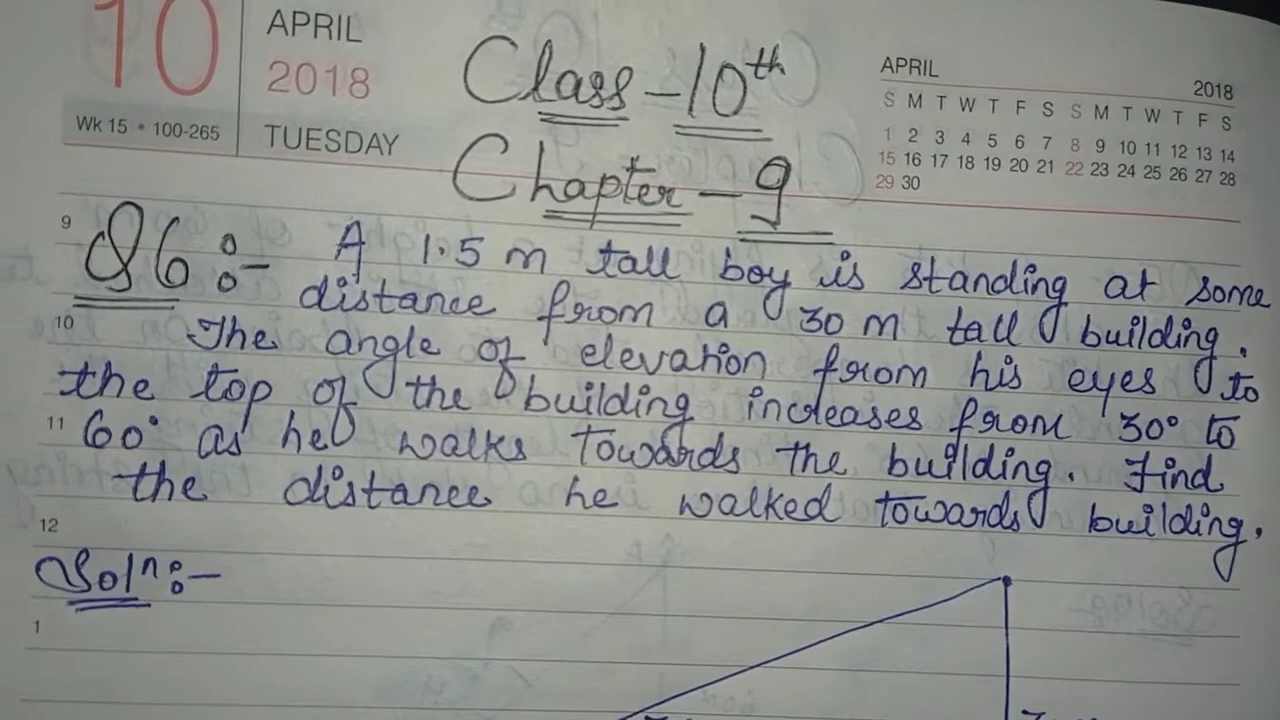 10
APRIL
2018
Wk 15 • 100-265
TUESDAY
Class - 10th
Chapter - 9
APRIL 2018
S M T W T F S S M T W T F S
1 2 3 4 5 6 7 8 9 10 11 12 13 14
15 16 17 18 19 20 21 22 23 24 25 26 27 28
29 30
9
Q6:- A 1.5 m tall boy is standing at some
distance from a 30 m tall building.
10
The angle of elevation from his eyes to
the top of the building increases from 30° to
11
60° as he walks towards the building. Find
the distance he walked towards building.
12
Soln:-
1